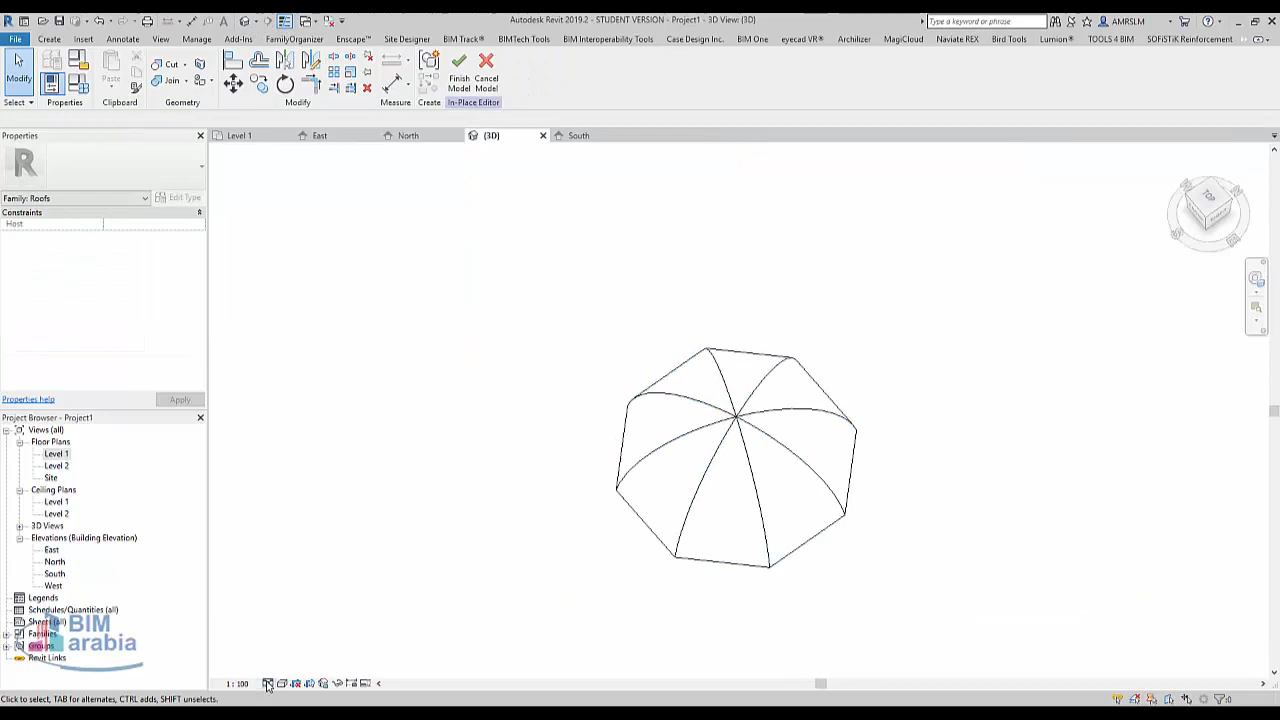 Autodesk Revit 2019.2 - STUDENT VERSION - Project1 - 3D View: {3D}
Type a keyword or phrase
AMRSLM
File Create Insert Annotate View Manage Add-Ins FamilyOrganizer Enscape™ Site Designer BIM Track® BIMTech Tools BIM Interoperability Tools Case Design Inc. BIM One eyecad VR® Archilizer MagiCloud Naviate REX Bird Tools Lumion® TOOLS 4 BIM SOFiSTiK Reinforcement
Modify
Paste
Cut
Join
Finish Model
Cancel Model
Select Properties Clipboard Geometry Modify Measure Create In-Place Editor
Properties
Level 1 East North {3D} South
R
Family: Roofs
Edit Type
Constraints
Host
TOP
Properties help
Apply
Project Browser - Project1
Views (all)
Floor Plans
Level 1
Level 2
Site
Ceiling Plans
Level 1
Level 2
3D Views
Elevations (Building Elevation)
East
North
South
West
Legends
Schedules/Quantities (all)
Sheets (all)
Families
Groups
Revit Links
BIM
arabia
1 : 100
Click to select, TAB for alternates, CTRL adds, SHIFT unselects.
:0